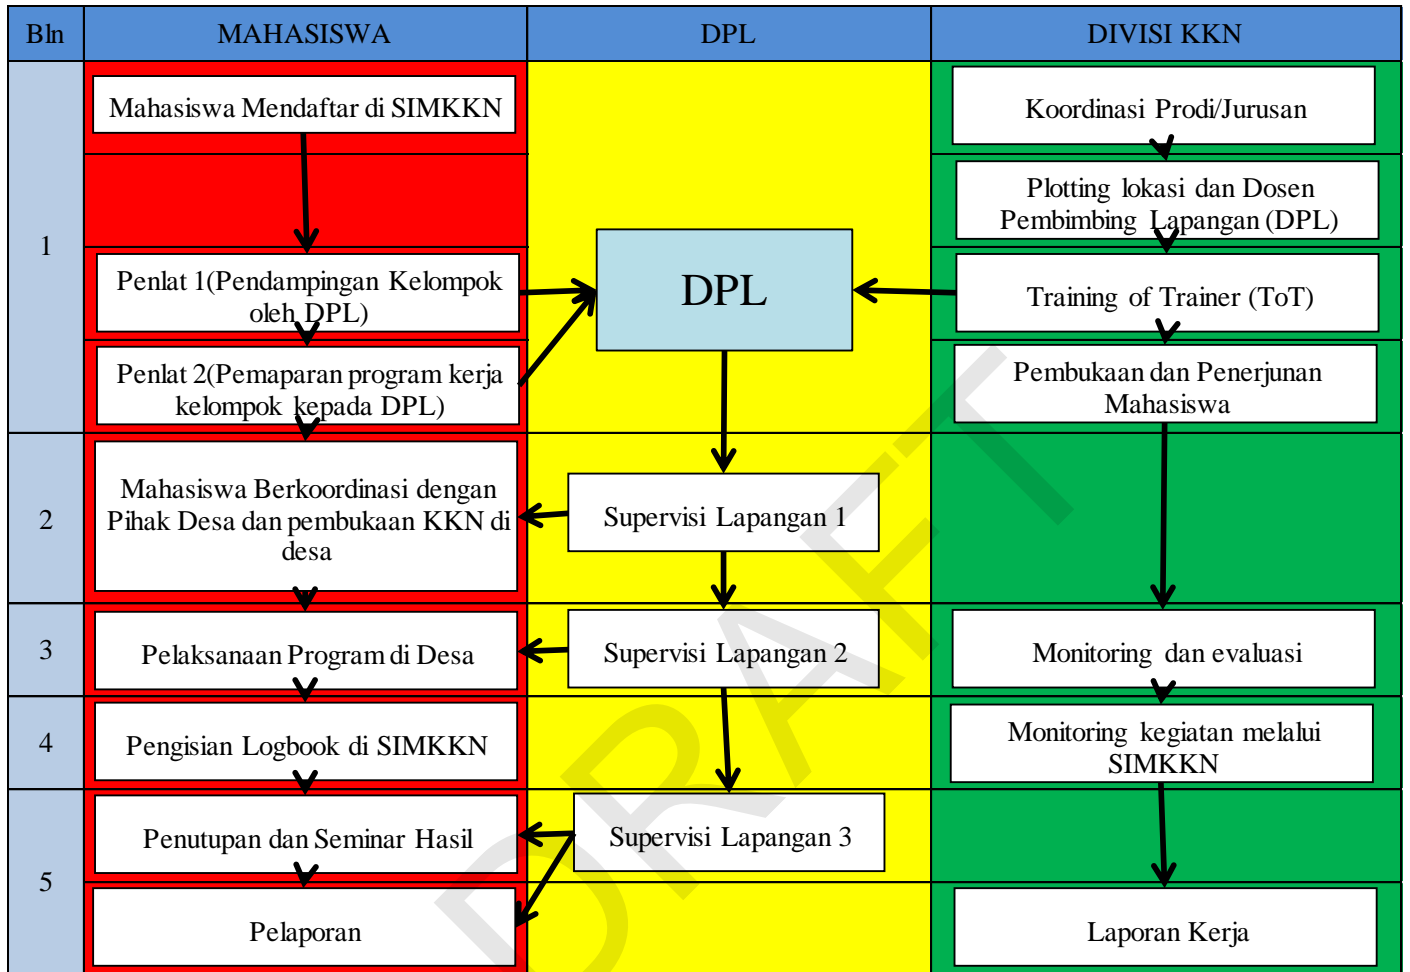 Bln
MAHASISWA
DPL
DIVISI KKN
1
Mahasiswa Mendaftar di SIMKKN
Koordinasi Prodi/Jurusan
Plotting lokasi dan Dosen
Pembimbing Lapangan (DPL)
Penlat 1(Pendampingan Kelompok
oleh DPL)
DPL
Training of Trainer (ToT)
Penlat 2(Pemaparan program kerja
kelompok kepada DPL)
Pembukaan dan Penerjunan
Mahasiswa
2
Mahasiswa Berkoordinasi dengan
Pihak Desa dan pembukaan KKN di
desa
Supervisi Lapangan 1
3
Pelaksanaan Program di Desa
Supervisi Lapangan 2
Monitoring dan evaluasi
4
Pengisian Logbook di SIMKKN
Monitoring kegiatan melalui
SIMKKN
5
Penutupan dan Seminar Hasil
Supervisi Lapangan 3
Pelaporan
Laporan Kerja
DRAFT